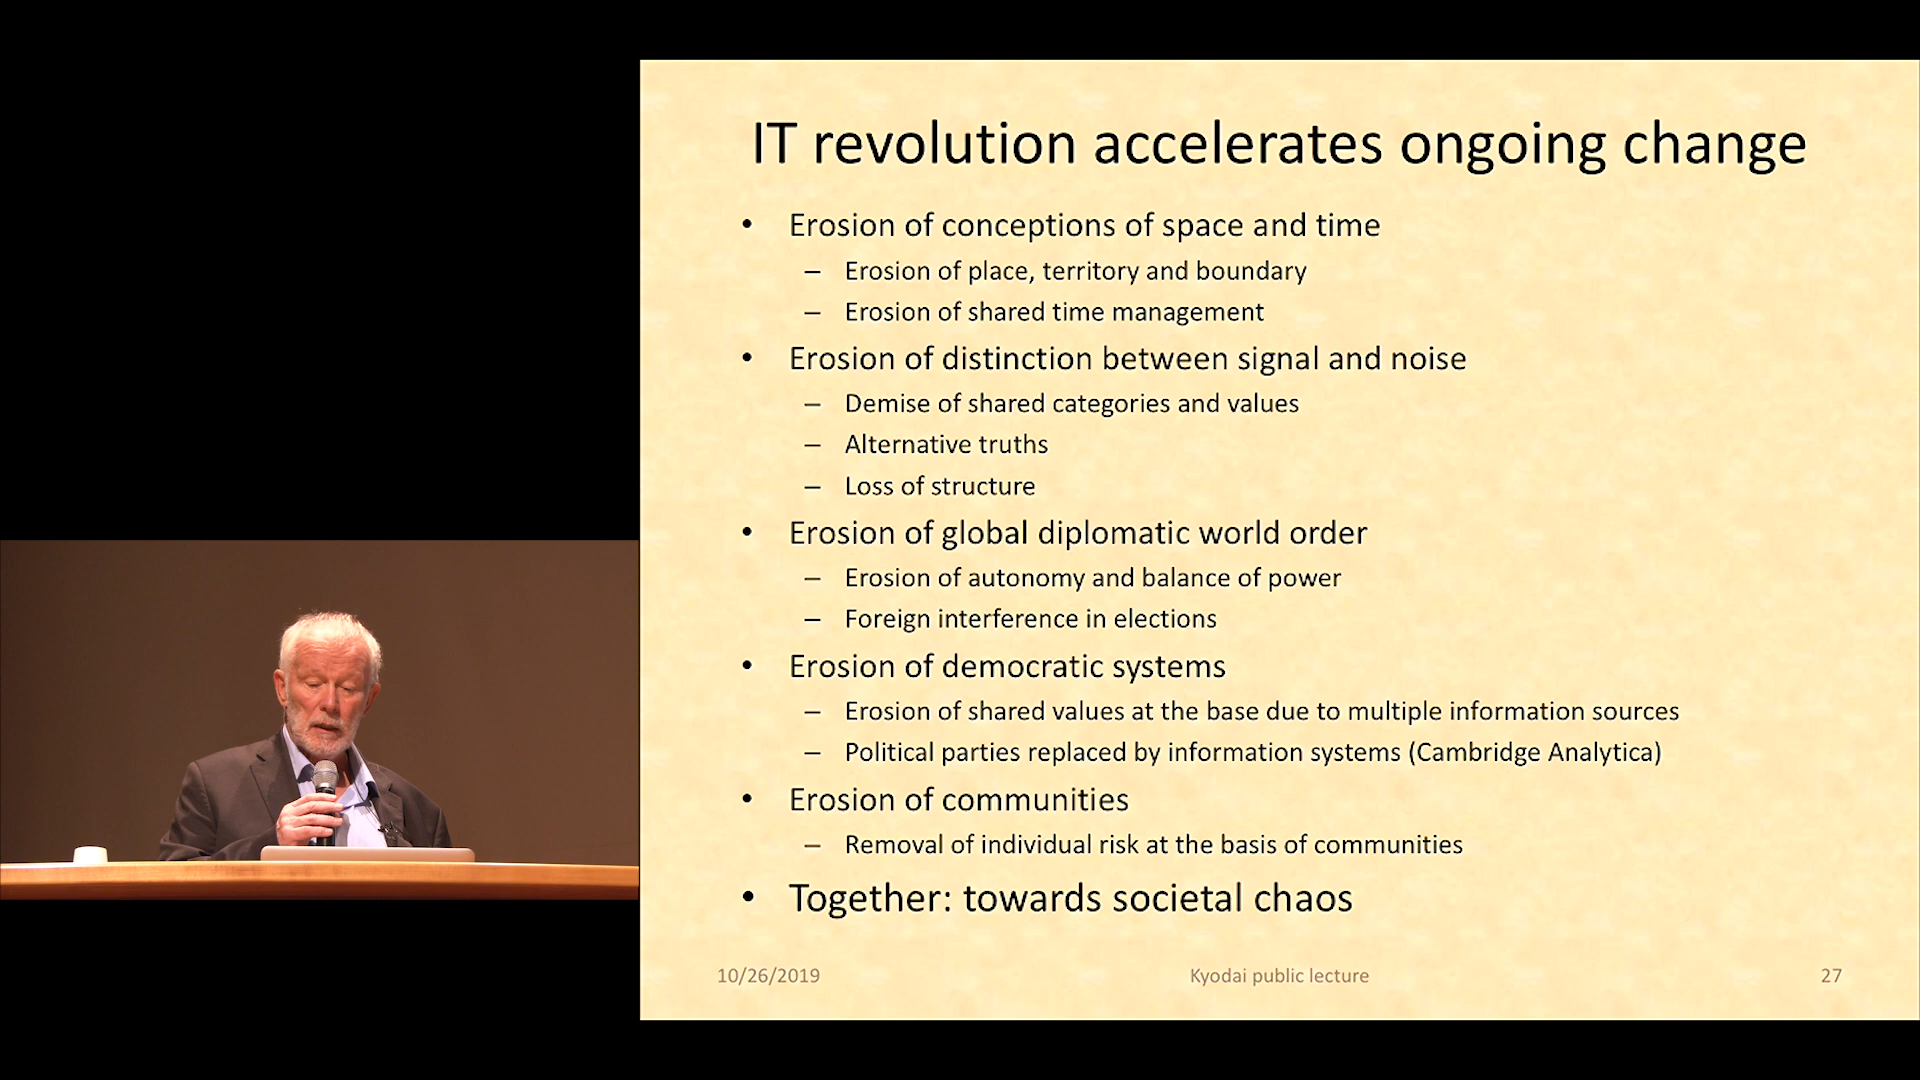 IT revolution accelerates ongoing change
• Erosion of conceptions of space and time
– Erosion of place, territory and boundary
– Erosion of shared time management
• Erosion of distinction between signal and noise
– Demise of shared categories and values
– Alternative truths
– Loss of structure
• Erosion of global diplomatic world order
– Erosion of autonomy and balance of power
– Foreign interference in elections
• Erosion of democratic systems
– Erosion of shared values at the base due to multiple information sources
– Political parties replaced by information systems (Cambridge Analytica)
• Erosion of communities
– Removal of individual risk at the basis of communities
• Together: towards societal chaos
10/26/2019
Kyodai public lecture
27